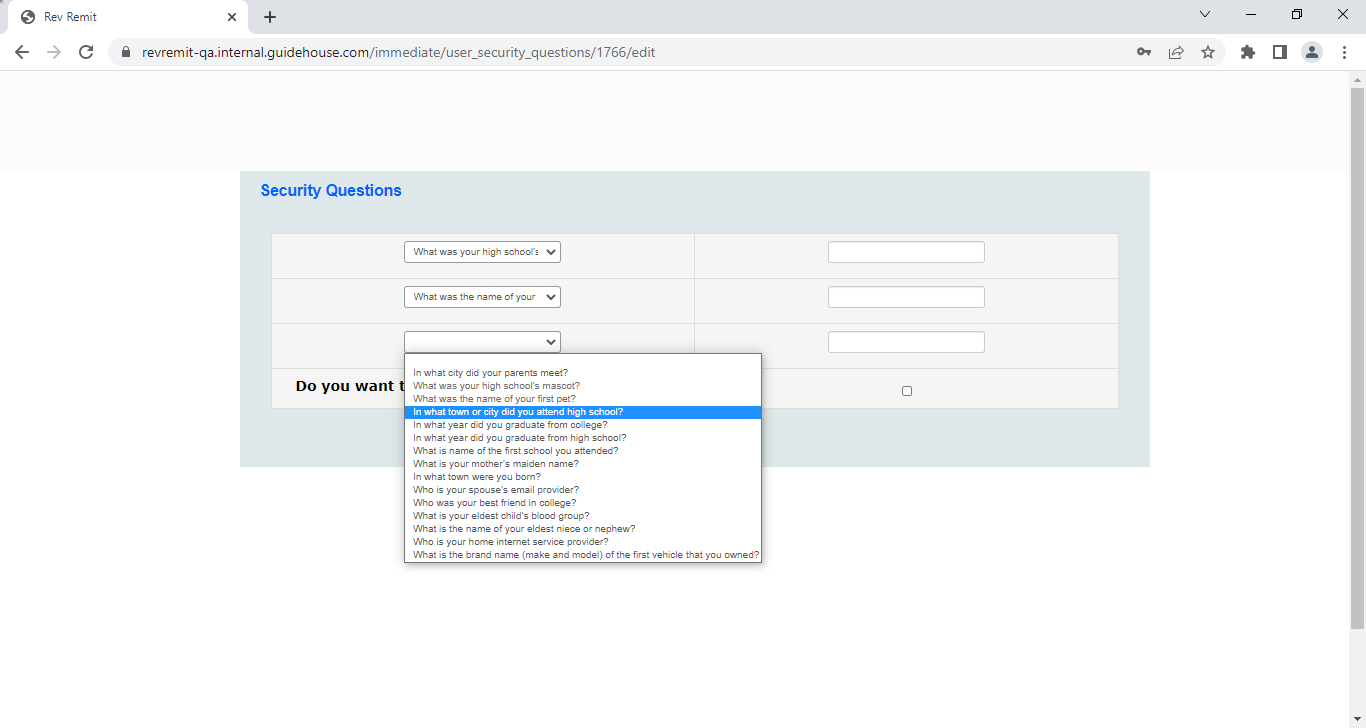 Rev Remit
revremit-qa.internal.guidehouse.com/immediate/user_security_questions/1766/edit
Security Questions
What was your high school's
What was the name of your
Do you want t
In what city did your parents meet?
What was your high school's mascot?
What was the name of your first pet?
In what town or city did you attend high school?
In what year did you graduate from college?
In what year did you graduate from high school?
What is name of the first school you attended?
What is your mother's maiden name?
In what town were you born?
Who is your spouse's email provider?
Who was your best friend in college?
What is your eldest child's blood group?
What is the name of your eldest niece or nephew?
Who is your home internet service provider?
What is the brand name (make and model) of the first vehicle that you owned?